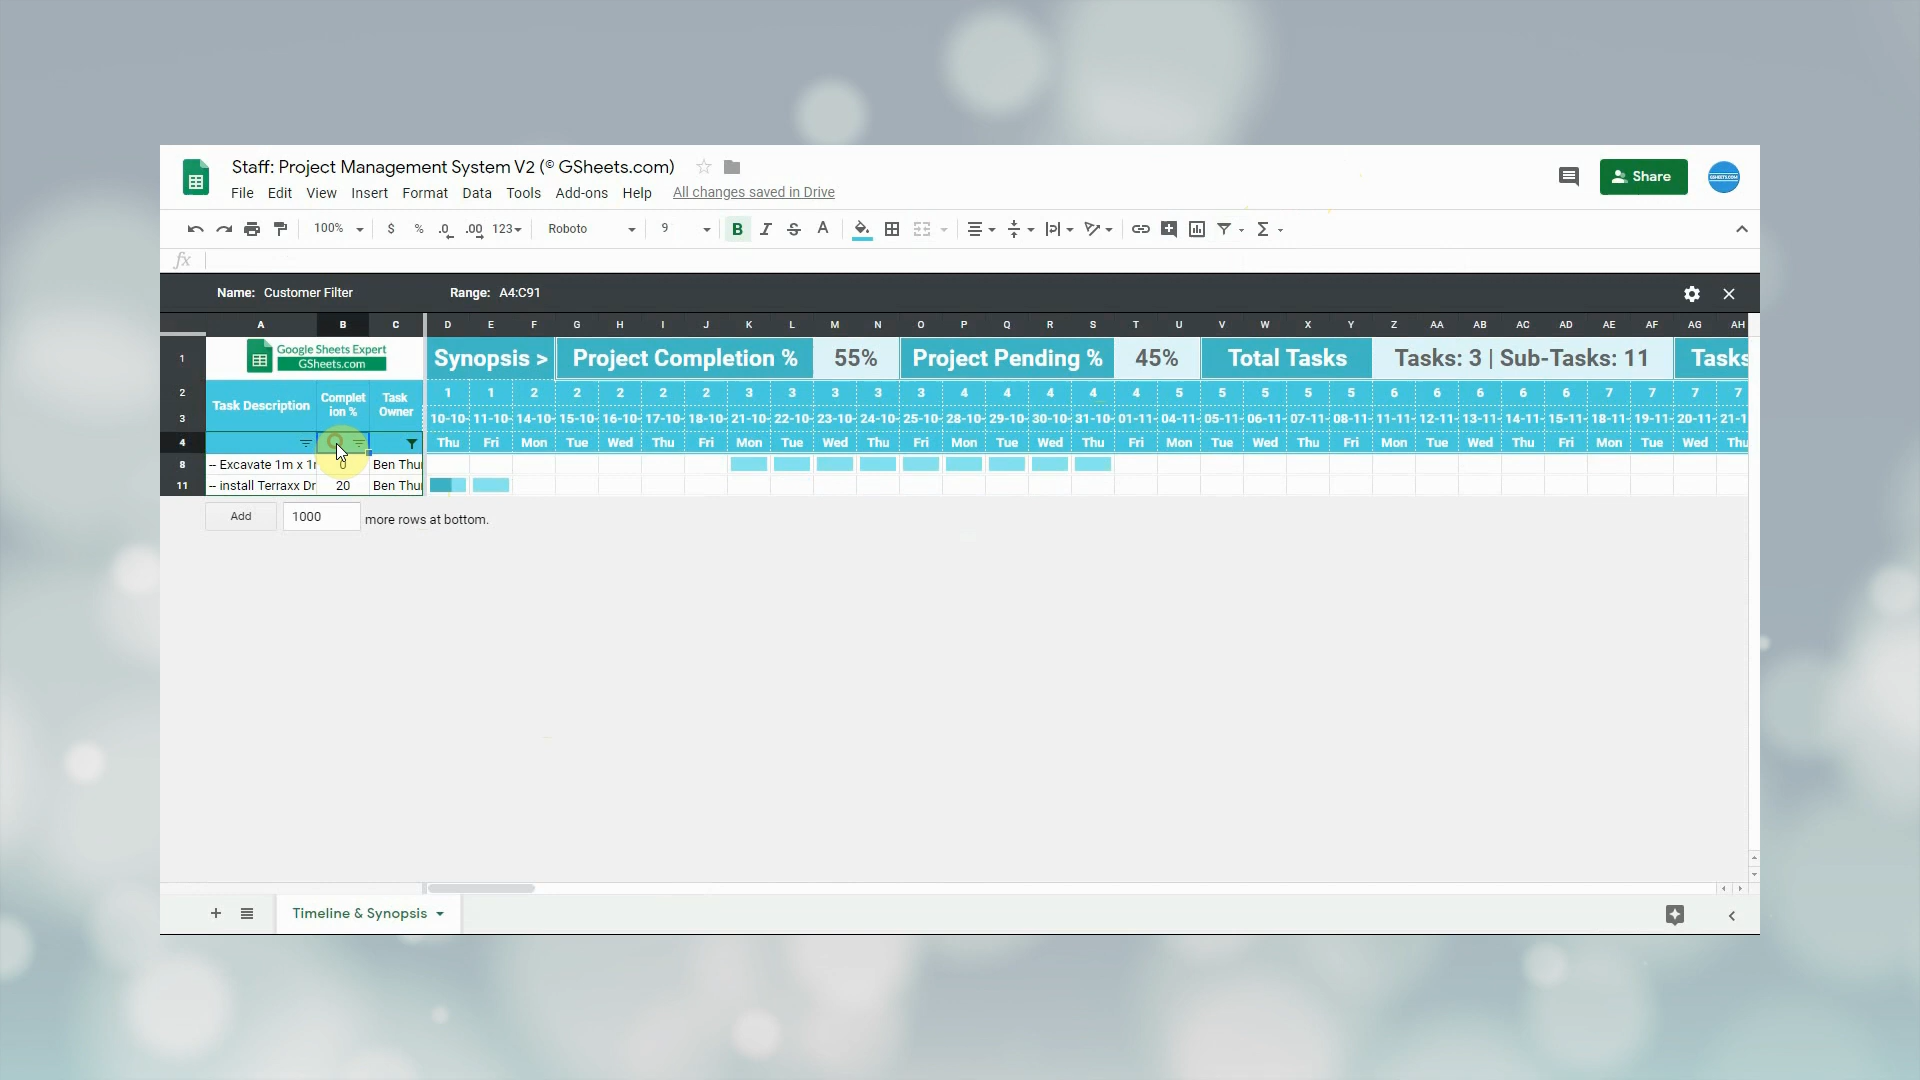 Staff: Project Management System V2 (© GSheets.com)
File Edit View Insert Format Data Tools Add-ons Help All changes saved in Drive
Share
100% $ % .0 .00 123 Roboto 9 B I S A
fx
Name: Customer Filter Range: A4:C91
A B C D E F G H I J K L M N O P Q R S T U V W X Y Z AA AB AC AD AE AF AG AH
1 Google Sheets Expert
GSheets.com
Synopsis > Project Completion % 55% Project Pending % 45% Total Tasks Tasks: 3 | Sub-Tasks: 11 Tasks
Task Description
Complet
ion %
Task
Owner
2 1 1 2 2 2 2 2 3 3 3 3 3 4 4 4 4 4 5 5 5 5 5 6 6 6 6 6 7 7 7 7
3 10-10- 11-10- 14-10- 15-10- 16-10- 17-10- 18-10- 21-10- 22-10- 23-10- 24-10- 25-10- 28-10- 29-10- 30-10- 31-10- 01-11- 04-11- 05-11- 06-11- 07-11- 08-11- 11-11- 12-11- 13-11- 14-11- 15-11- 18-11- 19-11- 20-11- 21-1
4 Thu Fri Mon Tue Wed Thu Fri Mon Tue Wed Thu Fri Mon Tue Wed Thu Fri Mon Tue Wed Thu Fri Mon Tue Wed Thu Fri Mon Tue Wed Thu
8 -- Excavate 1m x 1r 0 Ben Thu
11 -- install Terraxx Dr 20 Ben Thu
Add 1000 more rows at bottom.
Timeline & Synopsis